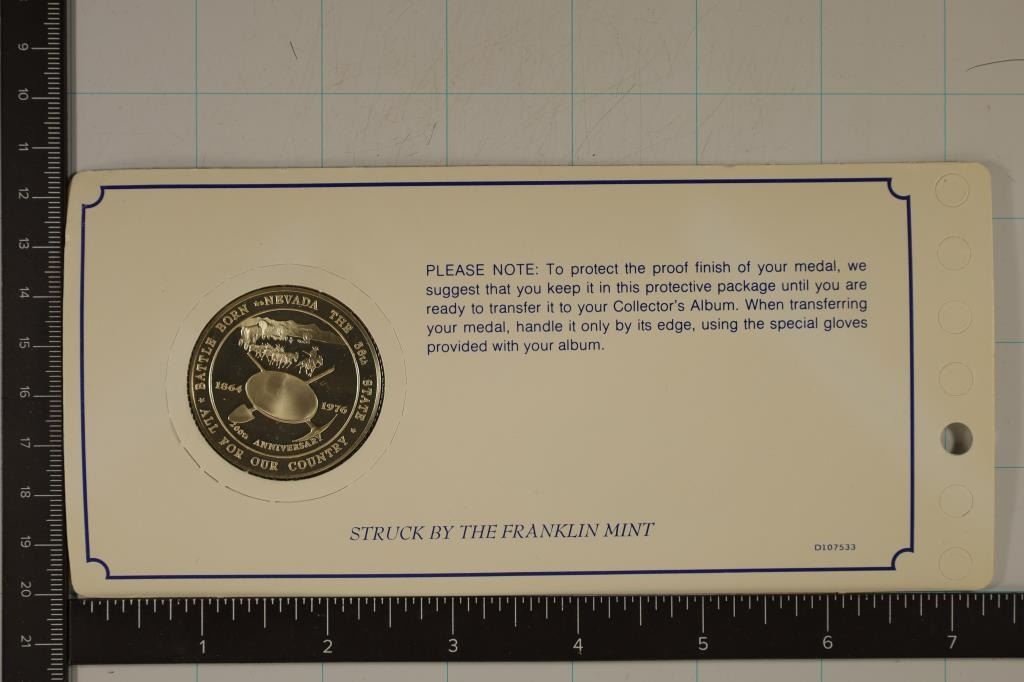 PLEASE NOTE: To protect the proof finish of your medal, we
suggest that you keep it in this protective package until you are
ready to transfer it to your Collector's Album. When transferring
your medal, handle it only by its edge, using the special gloves
provided with your album.
BATTLE BORN NEVADA THE 36th STATE
1864
1976
200th ANNIVERSARY
ALL FOR OUR COUNTRY
STRUCK BY THE FRANKLIN MINT
D107533
9
10
11
12
13
14
15
16
17
18
19
20
21
1 2 3 4 5 6 7